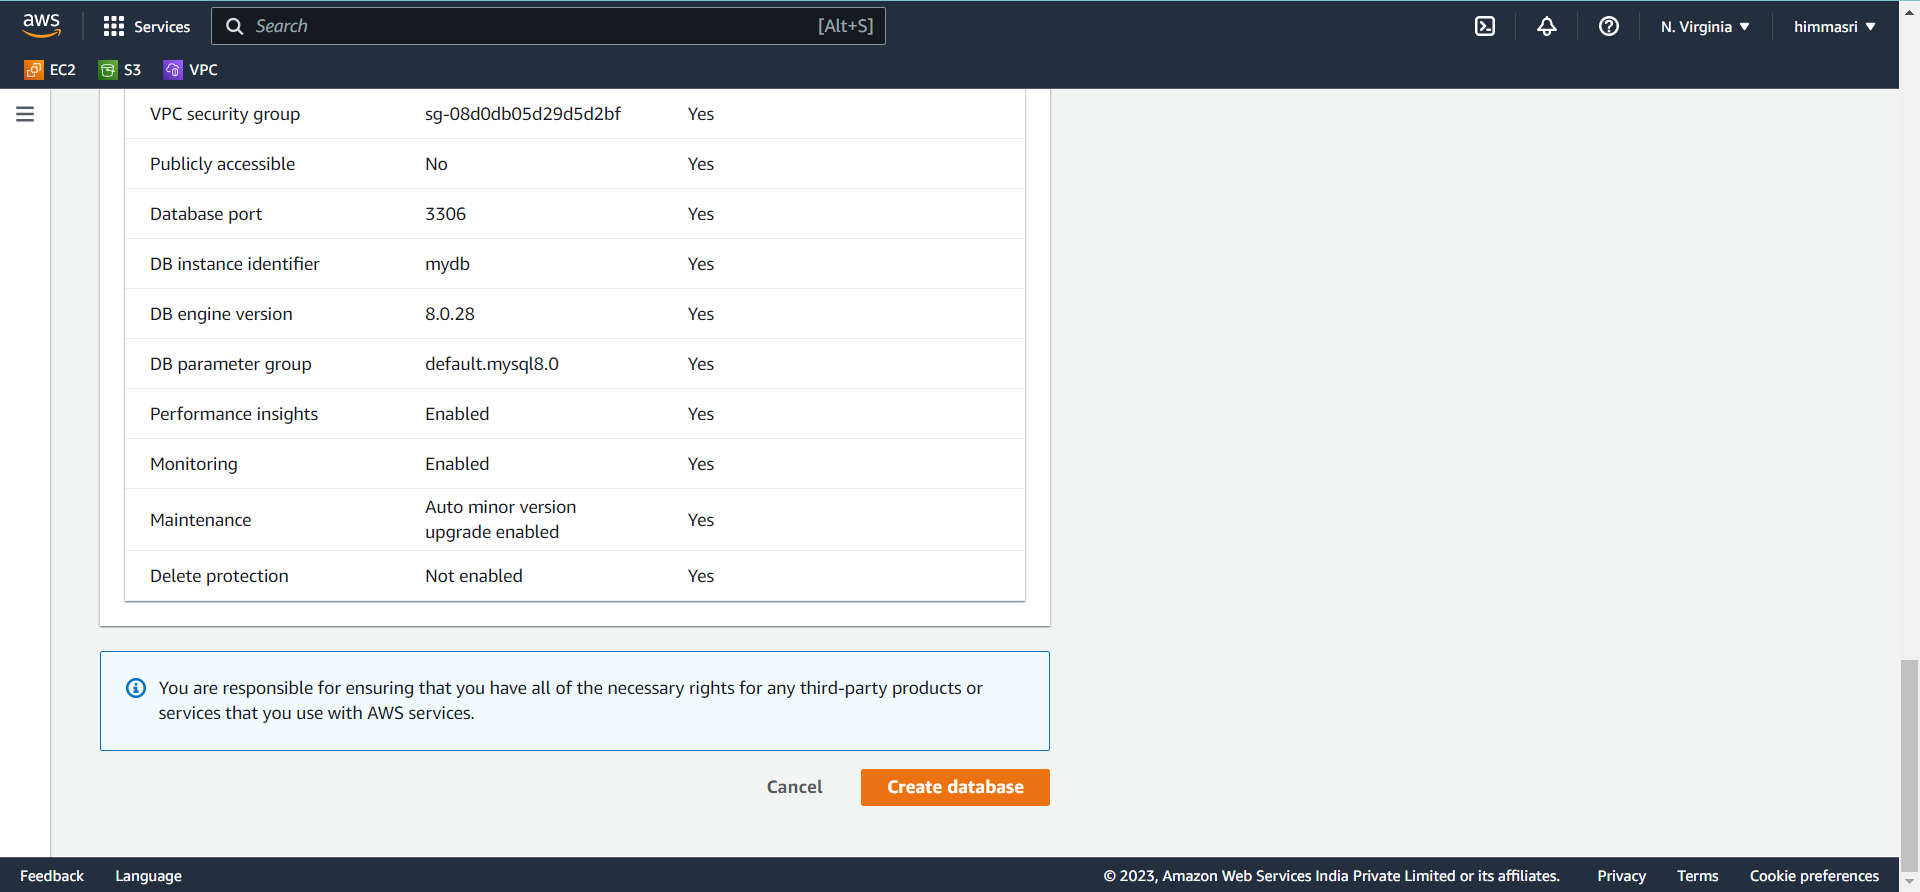 aws
Services
Search [Alt+S]
N. Virginia
himmasri
EC2 S3 VPC
VPC security group sg-08d0db05d29d5d2bf Yes
Publicly accessible No Yes
Database port 3306 Yes
DB instance identifier mydb Yes
DB engine version 8.0.28 Yes
DB parameter group default.mysql8.0 Yes
Performance insights Enabled Yes
Monitoring Enabled Yes
Maintenance Auto minor version upgrade enabled Yes
Delete protection Not enabled Yes
You are responsible for ensuring that you have all of the necessary rights for any third-party products or
services that you use with AWS services.
Cancel Create database
Feedback Language © 2023, Amazon Web Services India Private Limited or its affiliates. Privacy Terms Cookie preferences